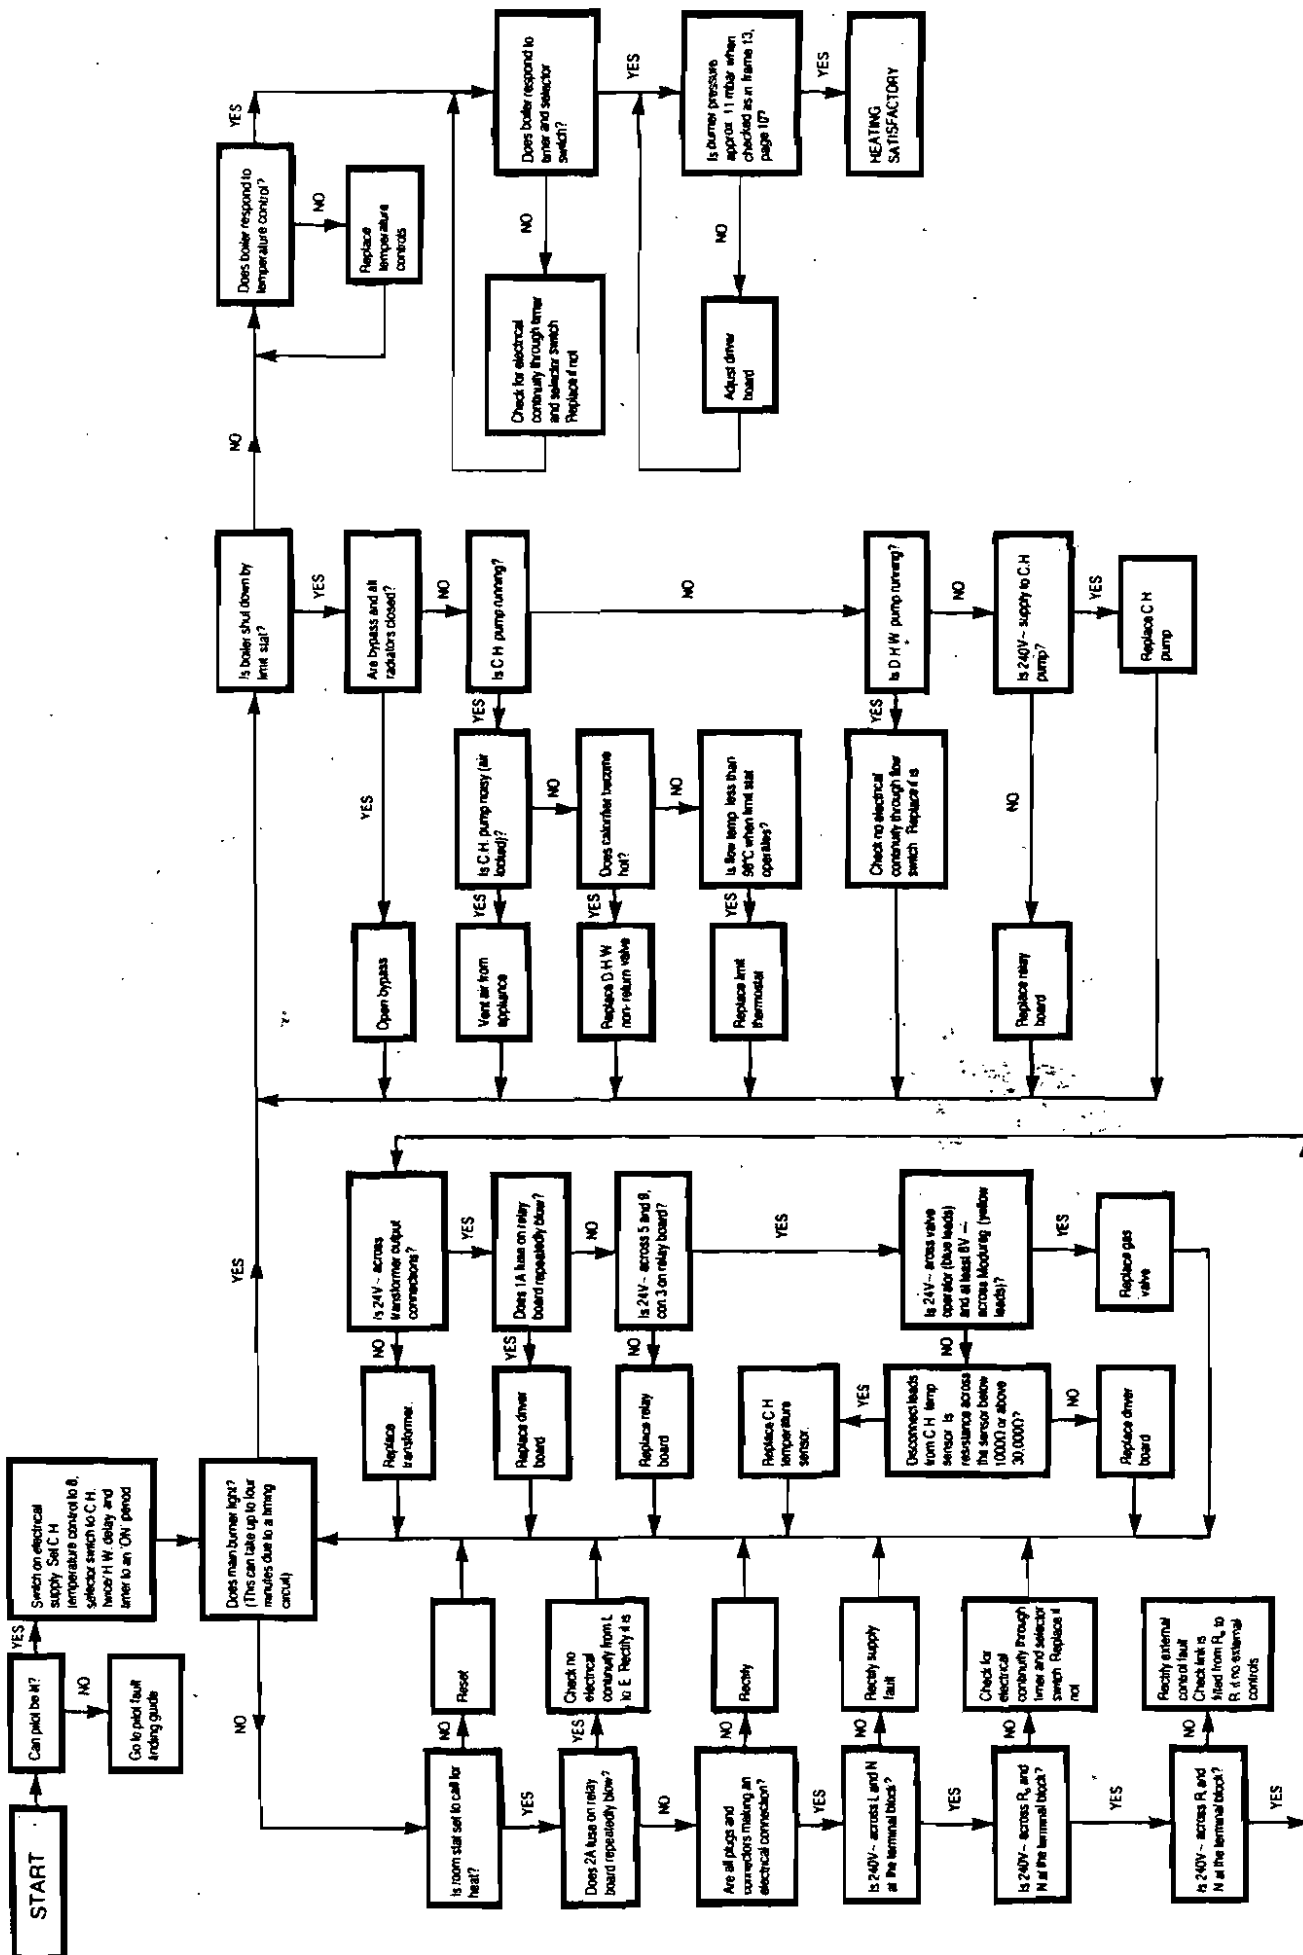 START
Can pilot be lit?
YES
NO
Go to pilot fault
finding guide
Switch on electrical
supply Set C H
temperature control to 8,
selector switch to C.H.
twice/ H W. delay and
timer to an 'ON' period
Does main burner light?
(This can take up to four
minutes due to a timing
circuit)
YES
NO
Is room stat set to call for
heat?
NO
Reset
YES
Does 2A fuse on relay
board repeatedly blow?
YES
Check no
electrical
continuity from L
to E Rectify if is
NO
Are all plugs and
connectors making an
electrical connection?
NO
Rectify
YES
Is 240V ~ across L and N
at the terminal block?
NO
Rectify supply
fault
YES
Is 240V ~ across
and
N at the terminal block?
NO
Check for
electrical
continuity through
timer and selector
switch Replace if
not
YES
Is 240V ~ across
and
N at the terminal block?
NO
Rectify external
control fault
Check link is
fitted from
to
if no external
controls
YES
Is 24V ~ across
transformer output
connections?
NO
Replace
transformer.
YES
Does 1A fuse on relay
board repeatedly blow?
YES
Replace driver
board
NO
Is 24V ~ across 5 and 9,
con 3 on relay board?
NO
Replace relay
board
YES
Is 24V ~ aross valve
operator (blue leads)
and at least
across Modureg (yellow
leads)?
NO
Disconnect leads
from C H temp
sensor Is
resistance across
the sensor below
1000Ω or above
30,000Ω?
YES
Replace C H
temperature
sensor.
NO
Replace driver
board
YES
Replace gas
valve
Is boiler shut down by
limit stat?
NO
YES
Are bypass and all
radiators closed?
YES
Open bypass
NO
Is C H pump running?
YES
Is C.H. pump noisy (air
locked)?
YES
Vent air from
appliance
NO
Does calorifier become
hot?
YES
Replace D H W
non- return valve
NO
Is flow temp less than
98°C when limit stat
operates?
YES
Replace limit
thermostat
NO
Is D H W pump running?
YES
Check no electrical
continuity through flow
switch Replace if is
NO
Is 240V ~ supply to C.H
pump?
NO
Replace relay
board
YES
Replace C H
pump
Does boiler respond to
temperature control?
YES
NO
Replace
temperature
controls
Does boiler respond to
timer and selector
switch?
NO
Check for electrical
continuity through timer
and selector switch
Replace if not
YES
Is burner pressure
approx 11 mbar when
checked as in frame 13,
page 10?
NO
Adjust driver
board
YES
HEATING
SATISFACTORY